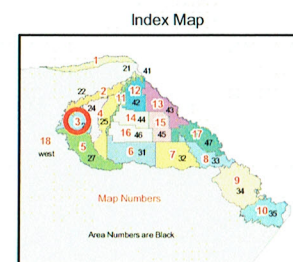 Index Map
1
21 41
22 2 12
11 42 13
24 43
3 4 25 14 44 15
16 46 45 17
18 5 47
west 27 6 31 7 32 8 33
9
Map Numbers 34
10 35
Area Numbers are Black